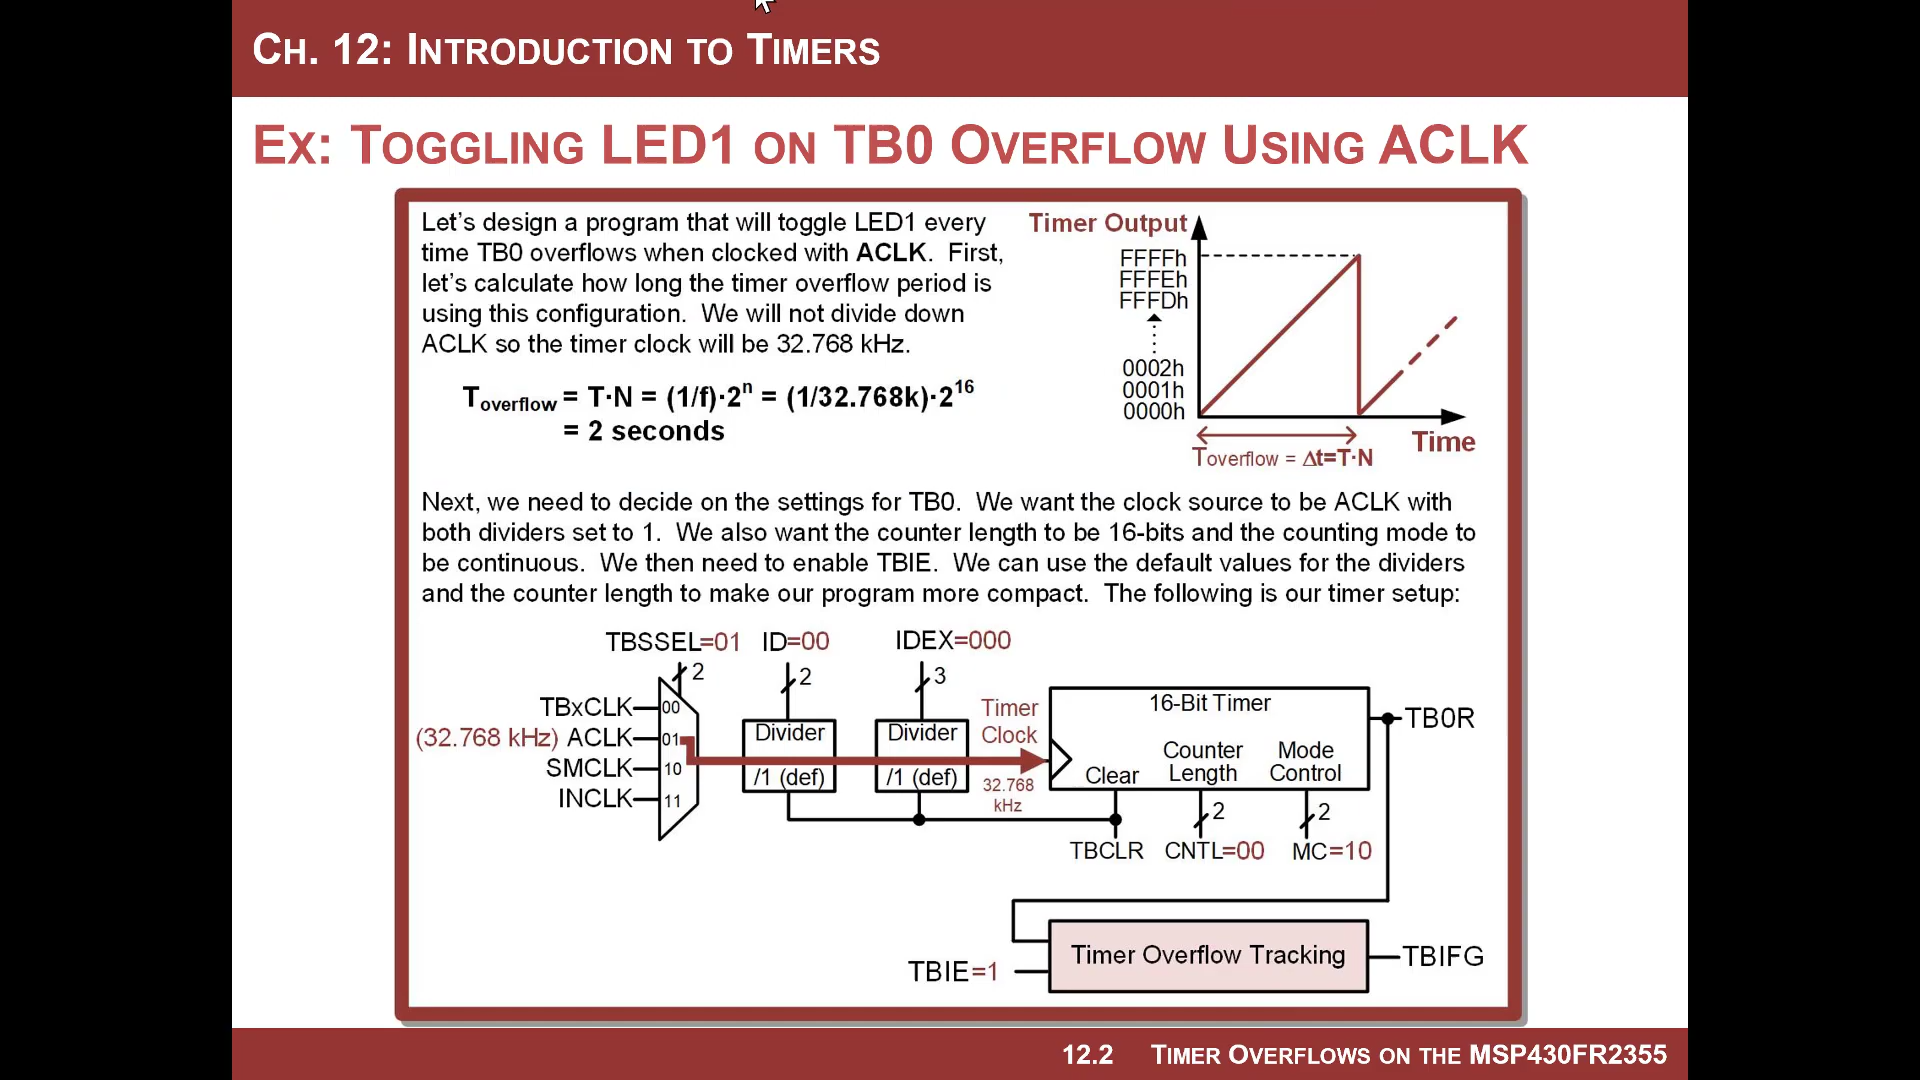 CH. 12: INTRODUCTION TO TIMERS
EX: TOGGLING LED1 ON TB0 OVERFLOW USING ACLK
Let's design a program that will toggle LED1 every
time TB0 overflows when clocked with ACLK. First,
let's calculate how long the timer overflow period is
using this configuration. We will not divide down
ACLK so the timer clock will be 32.768 kHz.
Toverflow = T·N = (1/f)·2^n = (1/32.768k)·2^16
= 2 seconds
Timer Output
FFFFh
FFFEh
FFFDh
0002h
0001h
0000h
Time
Toverflow = Δt=T·N
Next, we need to decide on the settings for TB0. We want the clock source to be ACLK with
both dividers set to 1. We also want the counter length to be 16-bits and the counting mode to
be continuous. We then need to enable TBIE. We can use the default values for the dividers
and the counter length to make our program more compact. The following is our timer setup:
TBSSEL=01 ID=00 IDEX=000
2 2 3
TBxCLK 00
(32.768 kHz) ACLK 01
SMCLK 10
INCLK 11
Divider
/1 (def)
Divider
/1 (def)
Timer
Clock
32.768
kHz
16-Bit Timer
Clear
Counter
Length
Mode
Control
TB0R
2 2
TBCLR CNTL=00 MC=10
Timer Overflow Tracking
TBIE=1
TBIFG
12.2 TIMER OVERFLOWS ON THE MSP430FR2355